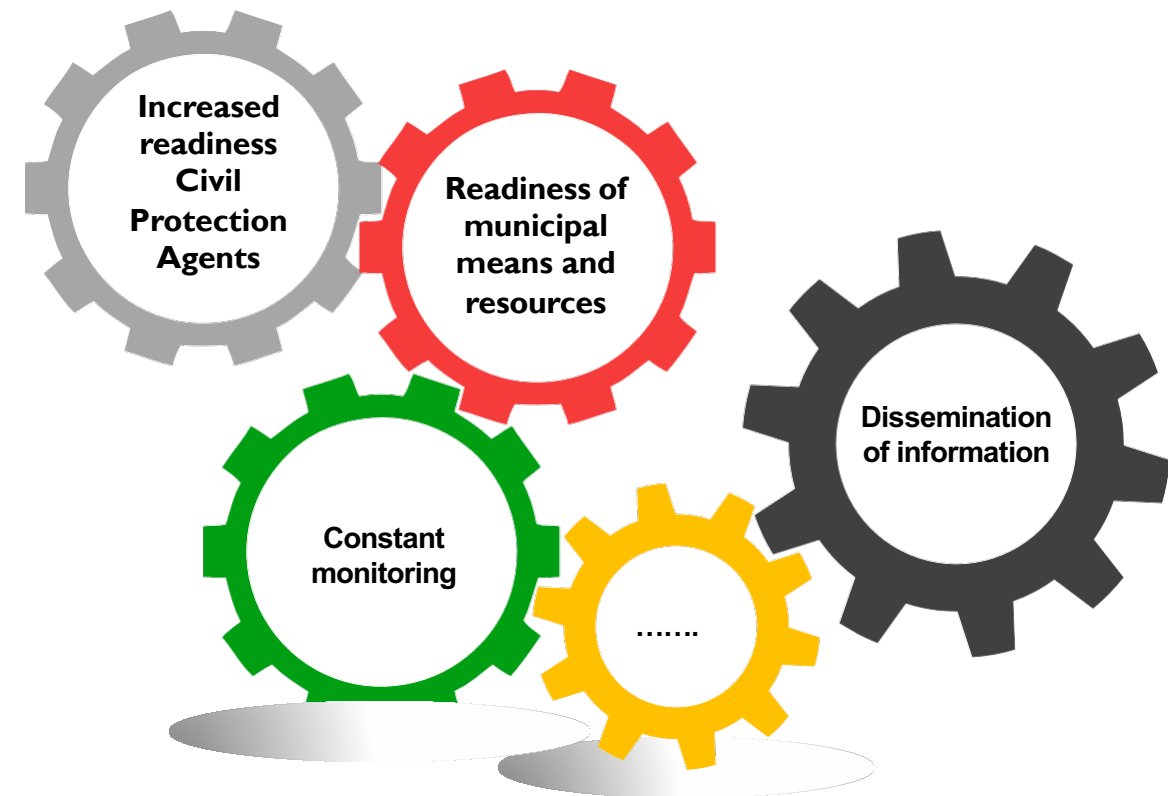 Increased
readiness
Civil
Protection
Agents
Readiness of
municipal
means and
resources
Dissemination
of information
Constant
monitoring
…….